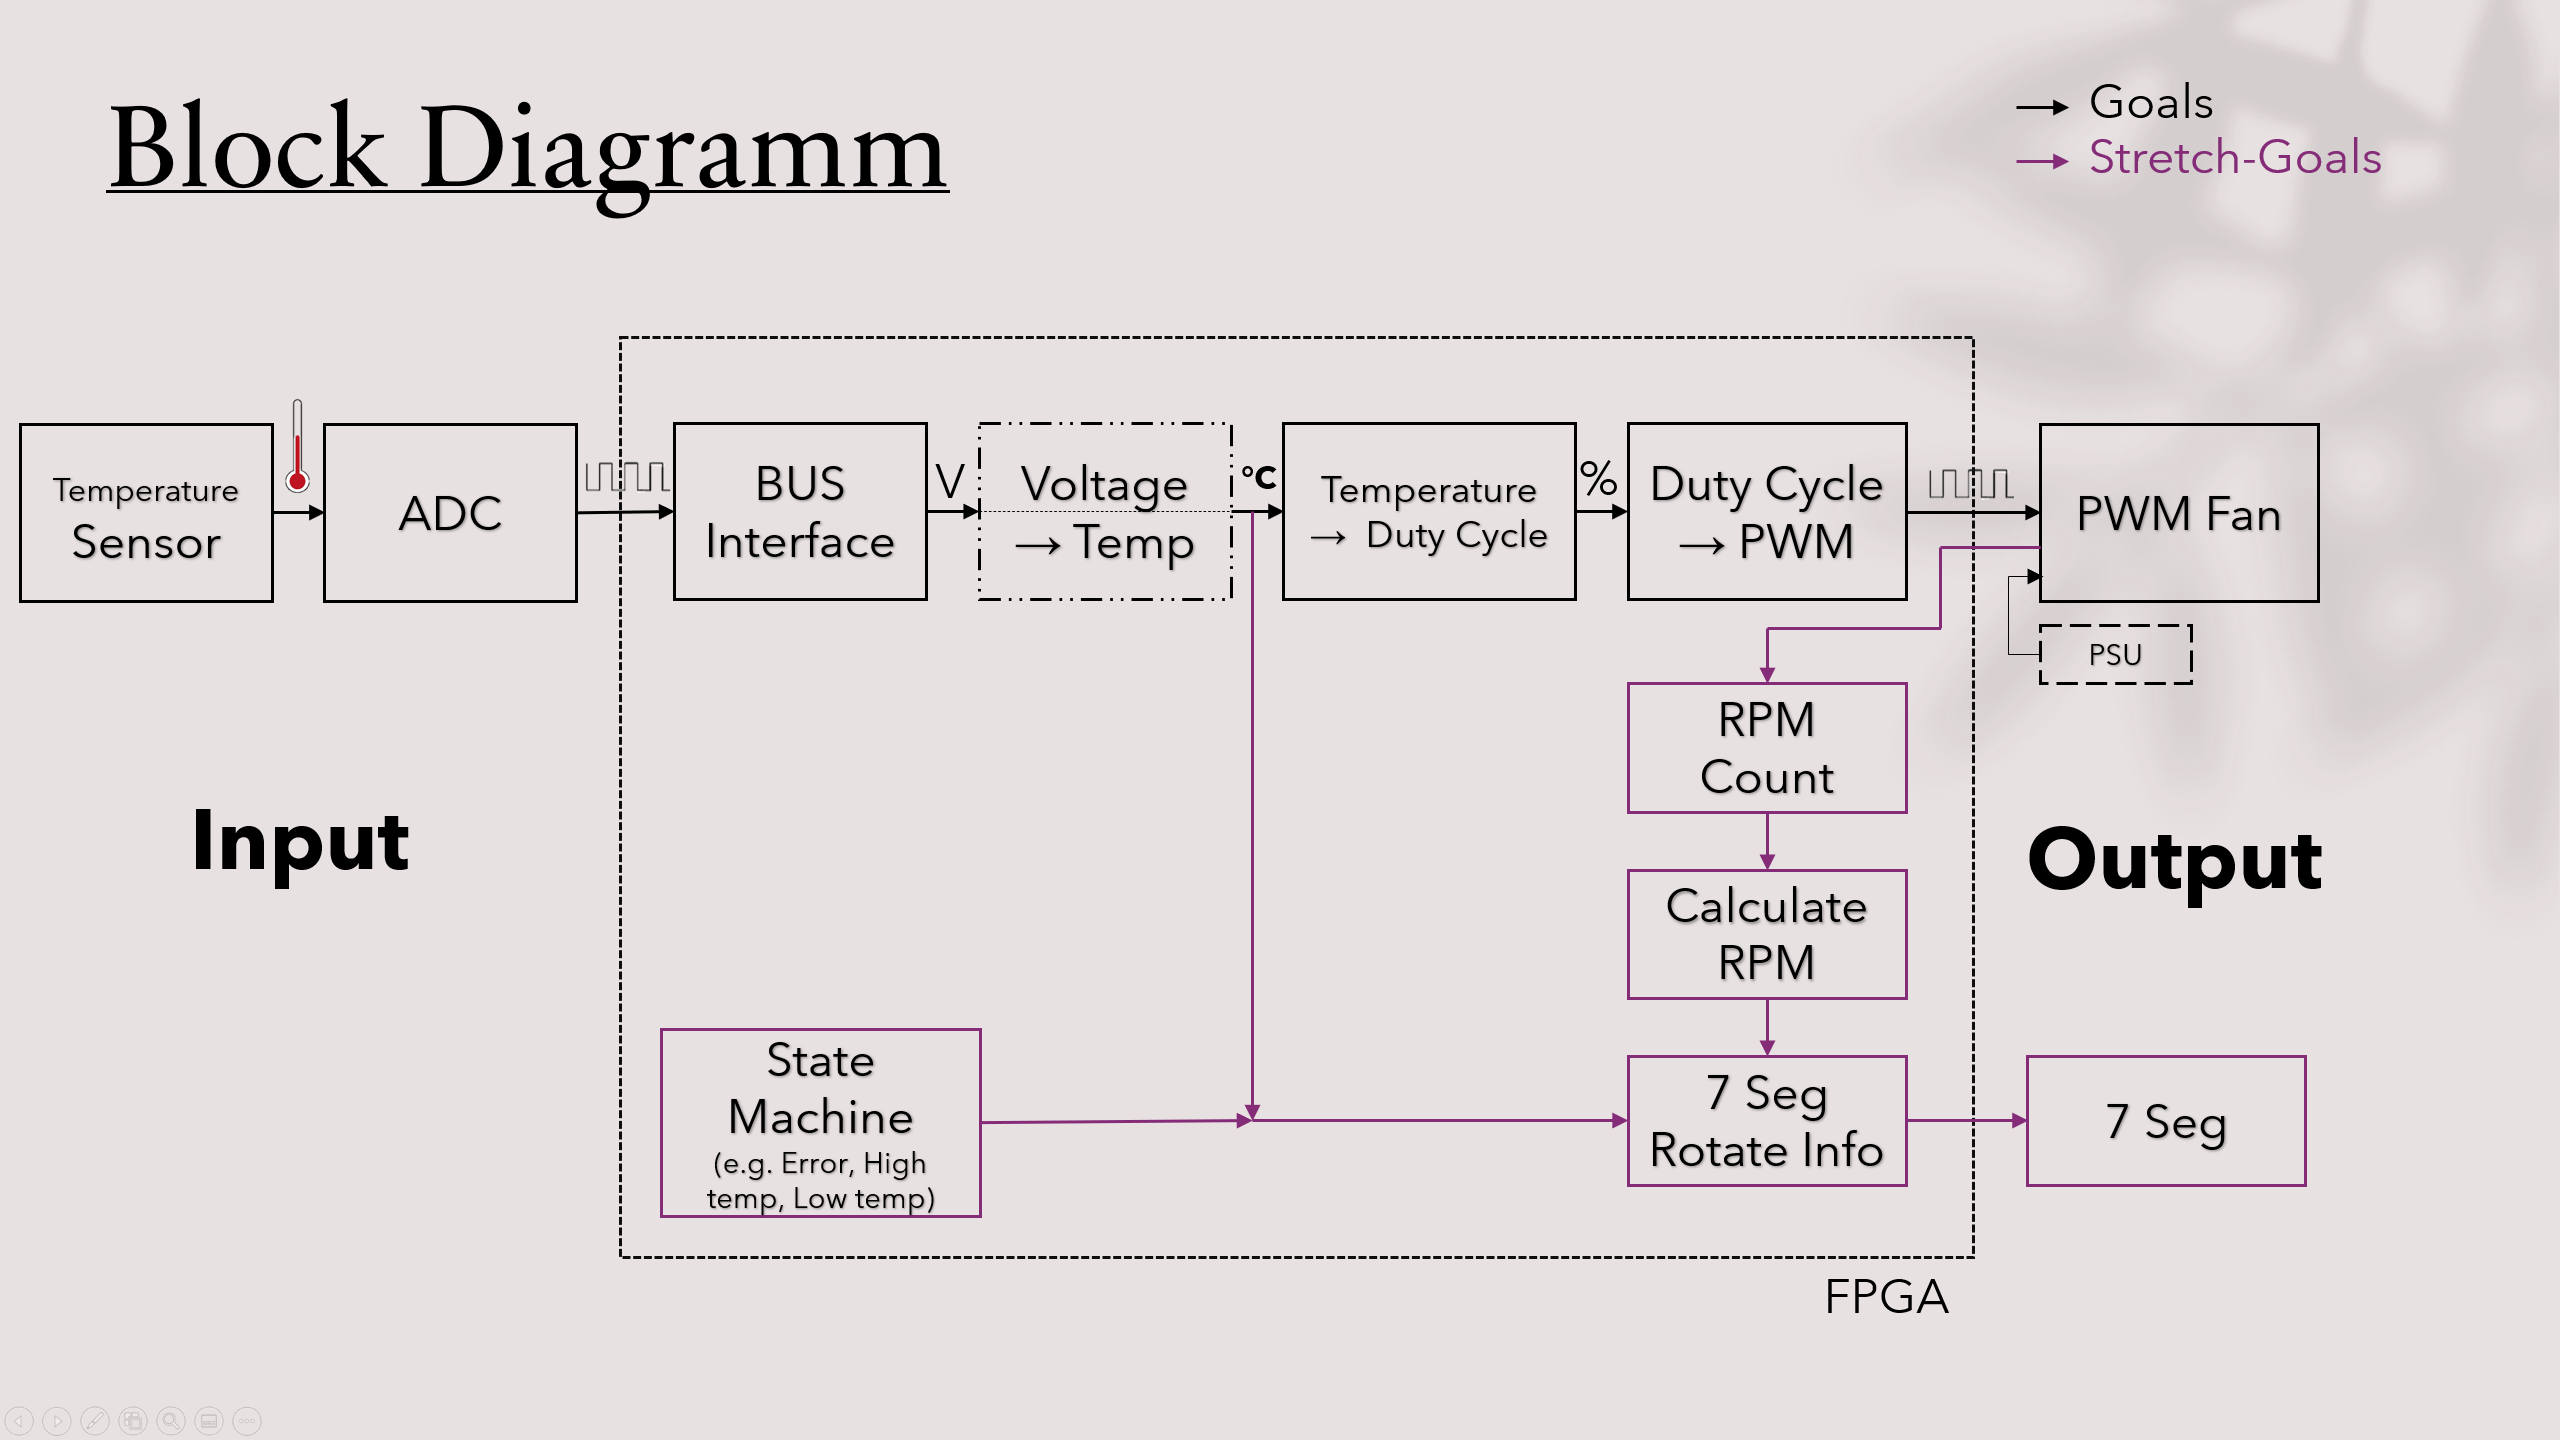 Block Diagramm
→ Goals
→ Stretch-Goals
Temperature
Sensor
ADC
BUS
Interface
V
Voltage
→ Temp
°C
Temperature
→ Duty Cycle
%
Duty Cycle
→ PWM
PWM Fan
PSU
RPM
Count
Input
Output
Calculate
RPM
State
Machine
(e.g. Error, High
temp, Low temp)
7 Seg
Rotate Info
7 Seg
FPGA